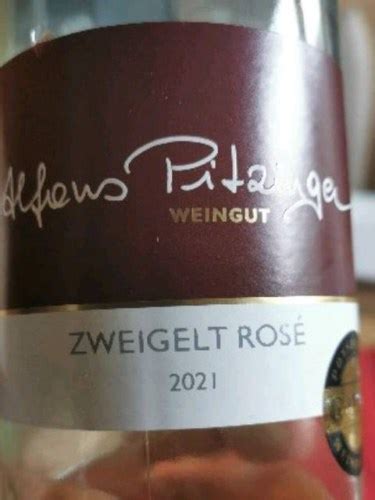 Alfons Pitzinger
WEINGUT
ZWEIGELT ROSÉ
2021